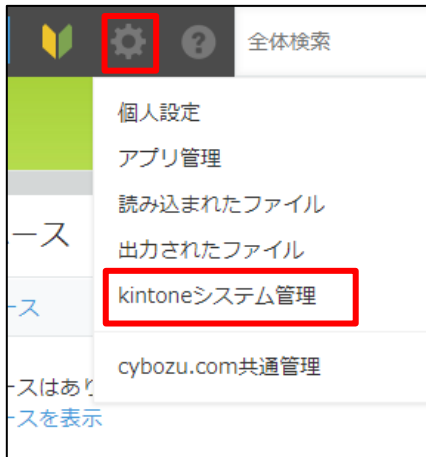 全体検索
個人設定
アプリ管理
読み込まれたファイル
出力されたファイル
kintoneシステム管理
cybozu.com共通管理
ース
ース
ースはあり
ースを表示